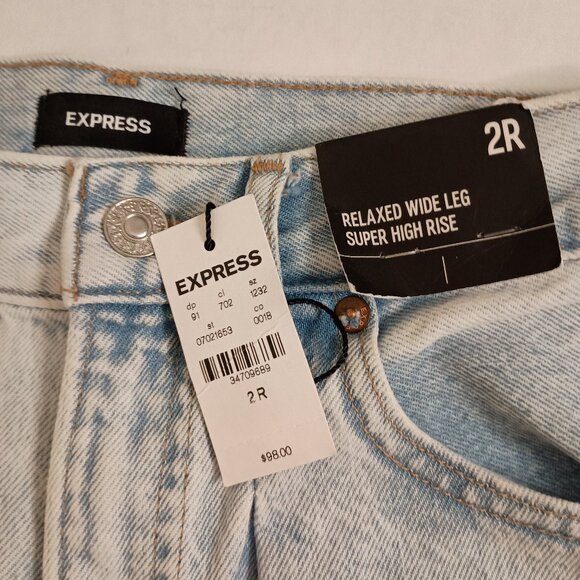 EXPRESS
2R
RELAXED WIDE LEG
SUPER HIGH RISE
EXPRESS
dp cl sz
91 702 1232
st co
07021653 0018
34709689
2 R
$98.00